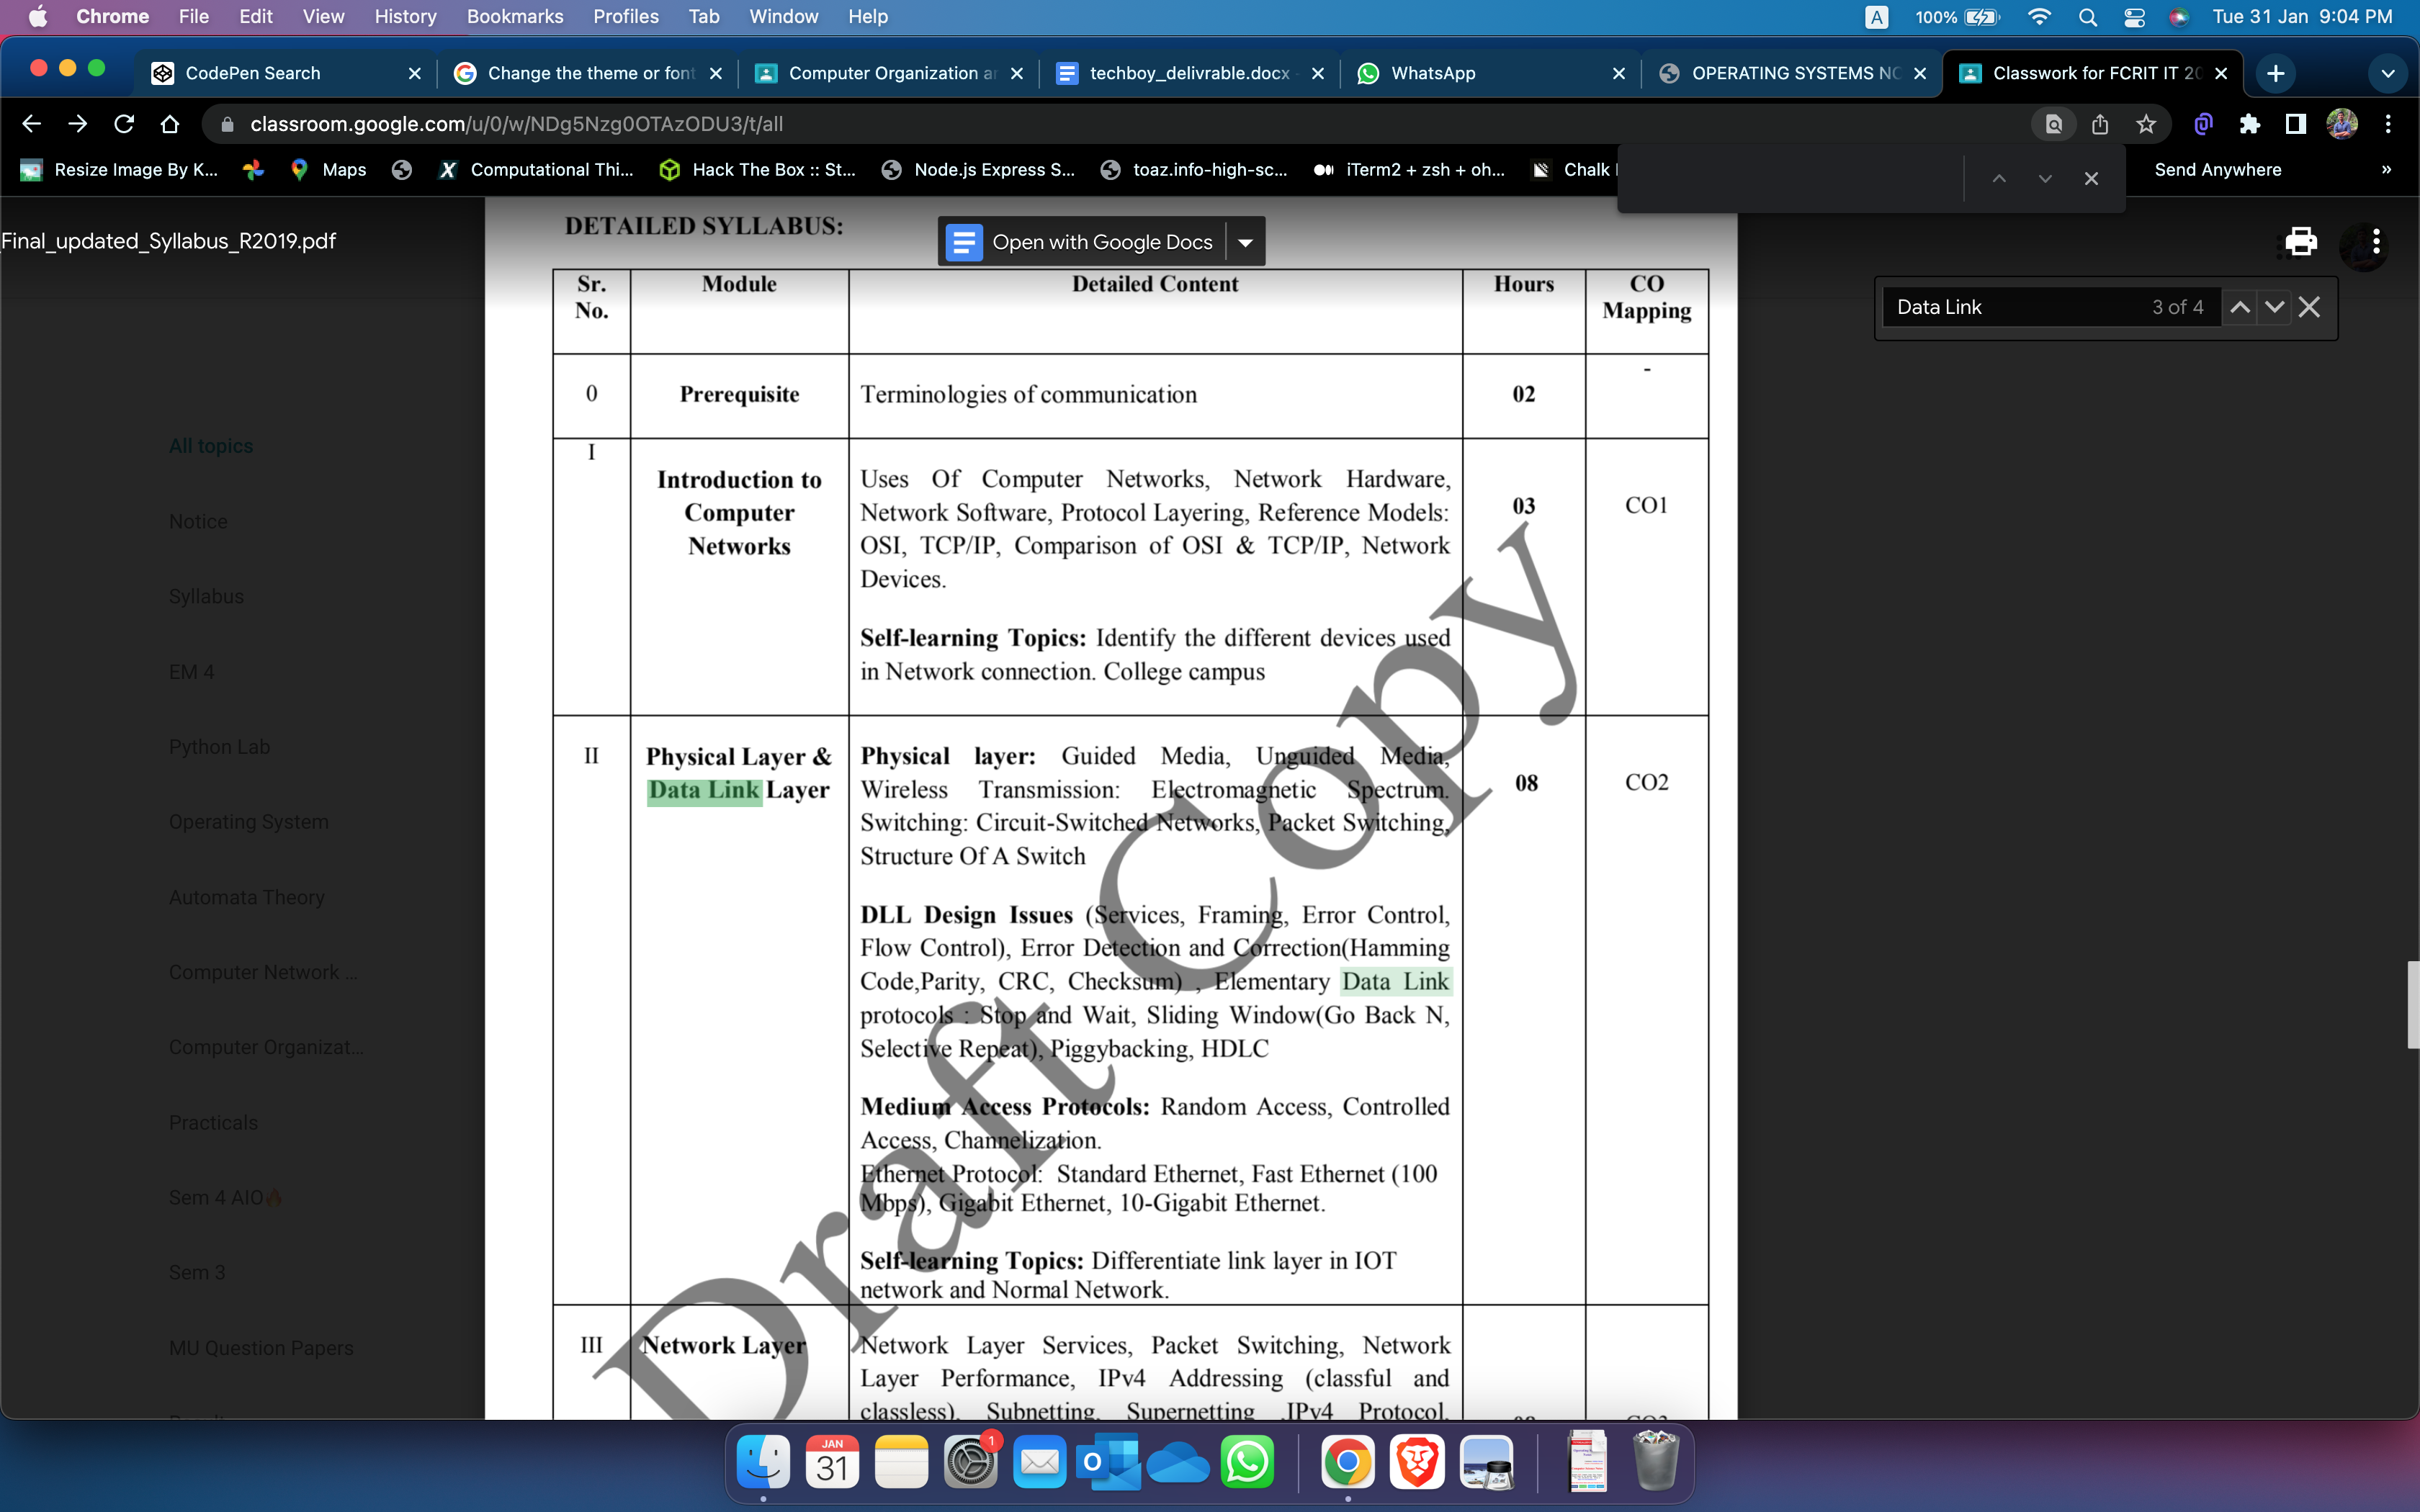 Chrome File Edit View History Bookmarks Profiles Tab Window Help A 100% Tue 31 Jan 9:04 PM
CodePen Search Change the theme or font Computer Organization a techboy_delivrable.docx WhatsApp OPERATING SYSTEMS NO Classwork for FCRIT IT 20
classroom.google.com/u/0/w/NDg5Nzg0OTAzODU3/t/all
Resize Image By K... Maps Computational Thi... Hack The Box :: St... Node.js Express S... toaz.info-high-sc... iTerm2 + zsh + oh... Chalk Send Anywhere »
Final_updated_Syllabus_R2019.pdf
Open with Google Docs
Data Link 3 of 4
All topics
Notice
Syllabus
EM 4
Python Lab
Operating System
Automata Theory
Computer Network ...
Computer Organizat...
Practicals
Sem 4 AIO🔥
Sem 3
MU Question Papers
DETAILED SYLLABUS:
Sr. No. Module Detailed Content Hours CO Mapping
0 Prerequisite Terminologies of communication 02 -
I Introduction to Computer Networks
Uses Of Computer Networks, Network Hardware,
Network Software, Protocol Layering, Reference Models:
OSI, TCP/IP, Comparison of OSI & TCP/IP, Network
Devices.
Self-learning Topics: Identify the different devices used
in Network connection. College campus
03 CO1
II Physical Layer & Data Link Layer
Physical layer: Guided Media, Unguided Media,
Wireless Transmission: Electromagnetic Spectrum.
Switching: Circuit-Switched Networks, Packet Switching,
Structure Of A Switch
DLL Design Issues (Services, Framing, Error Control,
Flow Control), Error Detection and Correction(Hamming
Code,Parity, CRC, Checksum) , Elementary Data Link
protocols : Stop and Wait, Sliding Window(Go Back N,
Selective Repeat), Piggybacking, HDLC
Medium Access Protocols: Random Access, Controlled
Access, Channelization.
Ethernet Protocol: Standard Ethernet, Fast Ethernet (100
Mbps), Gigabit Ethernet, 10-Gigabit Ethernet.
Self-learning Topics: Differentiate link layer in IOT
network and Normal Network.
08 CO2
III Network Layer
Network Layer Services, Packet Switching, Network
Layer Performance, IPv4 Addressing (classful and
classless), Subnetting, Supernetting ,IPv4 Protocol,
Draft Copy
JAN
31
1